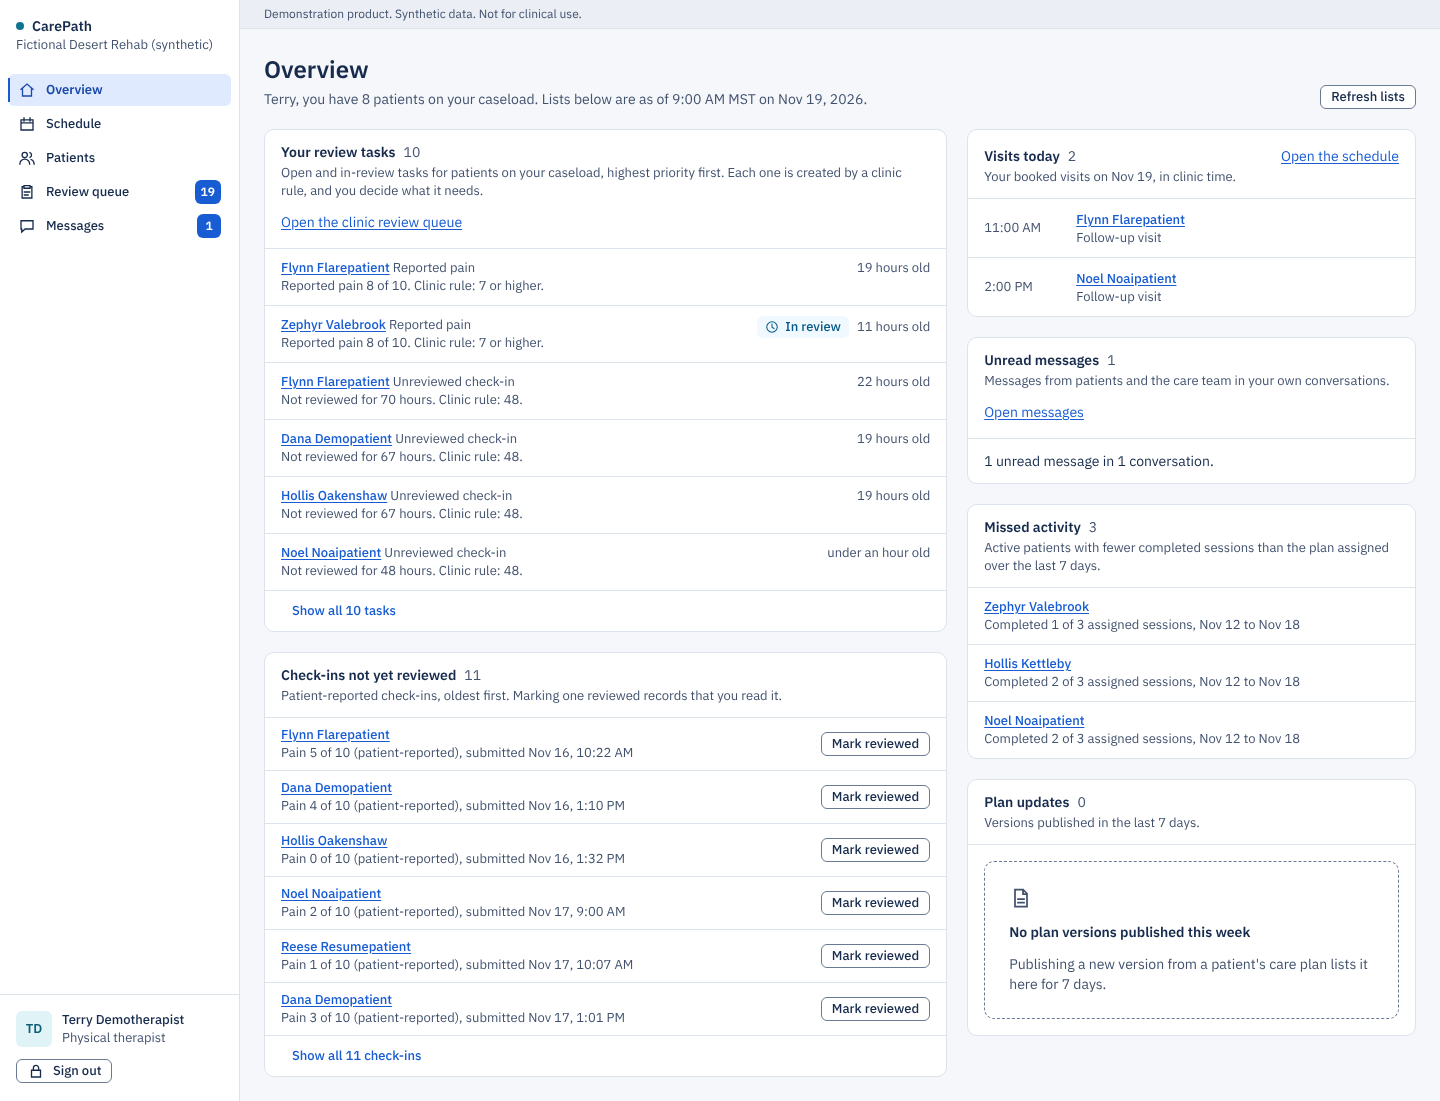 CarePath
Fictional Desert Rehab (synthetic)
Overview
Schedule
Patients
Review queue 19
Messages 1
Terry Demotherapist
TD
Physical therapist
Sign out
Demonstration product. Synthetic data. Not for clinical use.
Overview
Terry, you have 8 patients on your caseload. Lists below are as of 9:00 AM MST on Nov 19, 2026.
Refresh lists
Your review tasks 10
Open and in-review tasks for patients on your caseload, highest priority first. Each one is created by a clinic
rule, and you decide what it needs.
Open the clinic review queue
Flynn Flarepatient Reported pain 19 hours old
Reported pain 8 of 10. Clinic rule: 7 or higher.
Zephyr Valebrook Reported pain In review 11 hours old
Reported pain 8 of 10. Clinic rule: 7 or higher.
Flynn Flarepatient Unreviewed check-in 22 hours old
Not reviewed for 70 hours. Clinic rule: 48.
Dana Demopatient Unreviewed check-in 19 hours old
Not reviewed for 67 hours. Clinic rule: 48.
Hollis Oakenshaw Unreviewed check-in 19 hours old
Not reviewed for 67 hours. Clinic rule: 48.
Noel Noaipatient Unreviewed check-in under an hour old
Not reviewed for 48 hours. Clinic rule: 48.
Show all 10 tasks
Check-ins not yet reviewed 11
Patient-reported check-ins, oldest first. Marking one reviewed records that you read it.
Flynn Flarepatient
Pain 5 of 10 (patient-reported), submitted Nov 16, 10:22 AM
Mark reviewed
Dana Demopatient
Pain 4 of 10 (patient-reported), submitted Nov 16, 1:10 PM
Mark reviewed
Hollis Oakenshaw
Pain 0 of 10 (patient-reported), submitted Nov 16, 1:32 PM
Mark reviewed
Noel Noaipatient
Pain 2 of 10 (patient-reported), submitted Nov 17, 9:00 AM
Mark reviewed
Reese Resumepatient
Pain 1 of 10 (patient-reported), submitted Nov 17, 10:07 AM
Mark reviewed
Dana Demopatient
Pain 3 of 10 (patient-reported), submitted Nov 17, 1:01 PM
Mark reviewed
Show all 11 check-ins
Visits today 2
Open the schedule
Your booked visits on Nov 19, in clinic time.
11:00 AM
Flynn Flarepatient
Follow-up visit
2:00 PM
Noel Noaipatient
Follow-up visit
Unread messages 1
Messages from patients and the care team in your own conversations.
Open messages
1 unread message in 1 conversation.
Missed activity 3
Active patients with fewer completed sessions than the plan assigned
over the last 7 days.
Zephyr Valebrook
Completed 1 of 3 assigned sessions, Nov 12 to Nov 18
Hollis Kettleby
Completed 2 of 3 assigned sessions, Nov 12 to Nov 18
Noel Noaipatient
Completed 2 of 3 assigned sessions, Nov 12 to Nov 18
Plan updates 0
Versions published in the last 7 days.
No plan versions published this week
Publishing a new version from a patient's care plan lists it
here for 7 days.